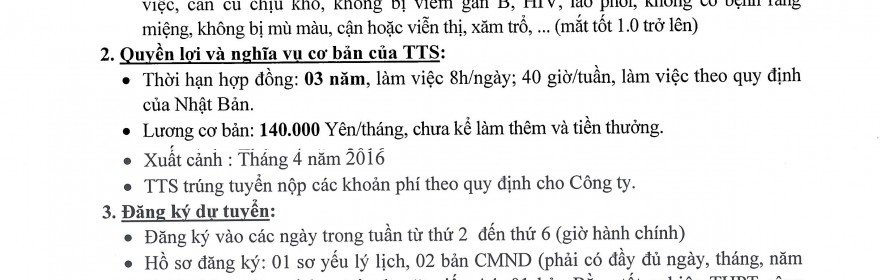 việc, cần cù chịu khó, không bị viêm gan B, HIV, lao phổi, không có bệnh răng
miệng, không bị mù màu, cận hoặc viễn thị, xăm trổ, ... (mắt tốt 1.0 trở lên)
2. Quyền lợi và nghĩa vụ cơ bản của TTS:
• Thời hạn hợp đồng: 03 năm, làm việc 8h/ngày; 40 giờ/tuần, làm việc theo quy định
của Nhật Bản.
• Lương cơ bản: 140.000 Yên/tháng, chưa kể làm thêm và tiền thưởng.
• Xuất cảnh : Tháng 4 năm 2016
• TTS trúng tuyển nộp các khoản phí theo quy định cho Công ty.
3. Đăng ký dự tuyển:
• Đăng ký vào các ngày trong tuần từ thứ 2 đến thứ 6 (giờ hành chính)
• Hồ sơ đăng ký: 01 sơ yếu lý lịch, 02 bản CMND (phải có đầy đủ ngày, tháng, năm